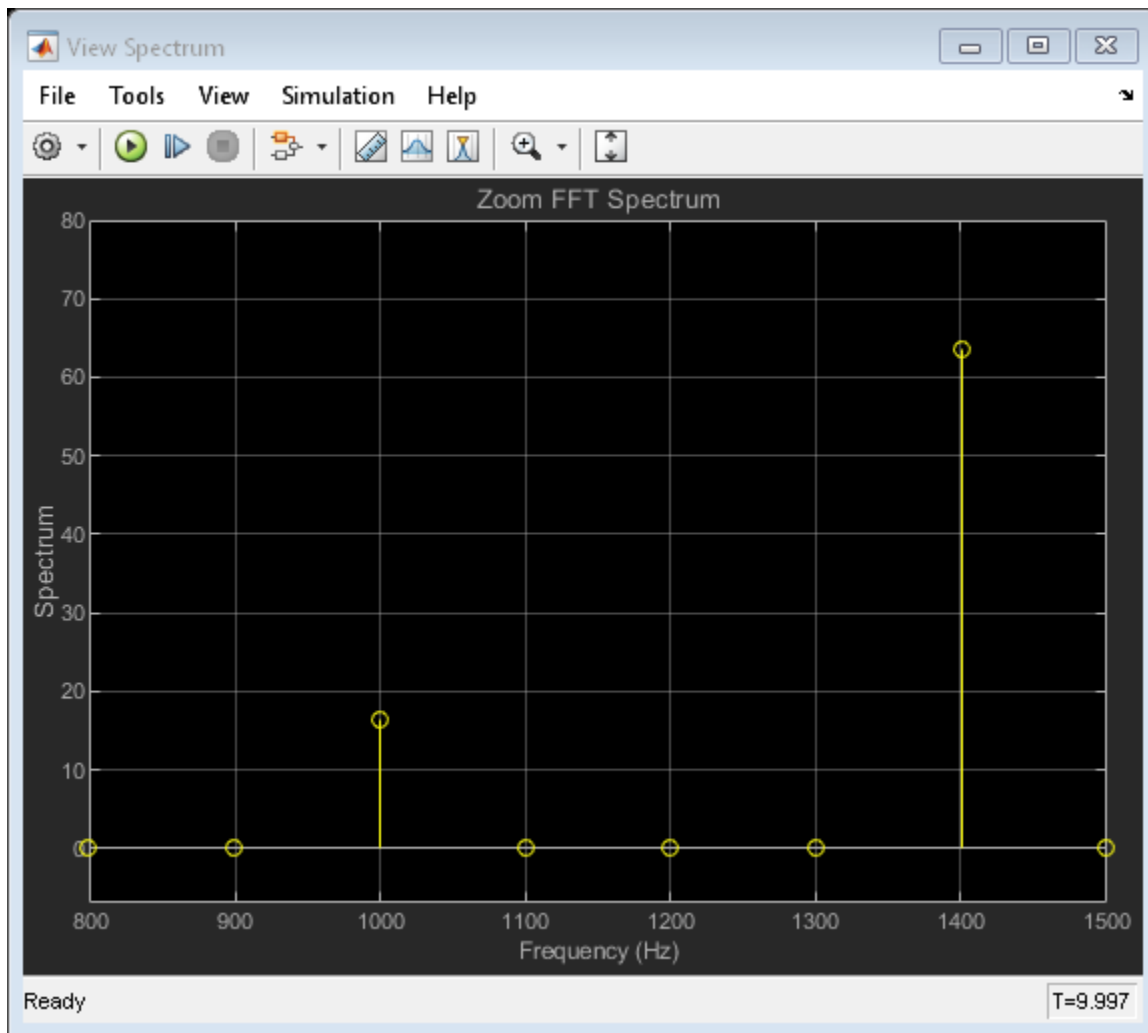 View Spectrum
File Tools View Simulation Help
Zoom FFT Spectrum
80
70
60
50
40
30
20
10
0
Spectrum
800 900 1000 1100 1200 1300 1400 1500
Frequency (Hz)
Ready T=9.997